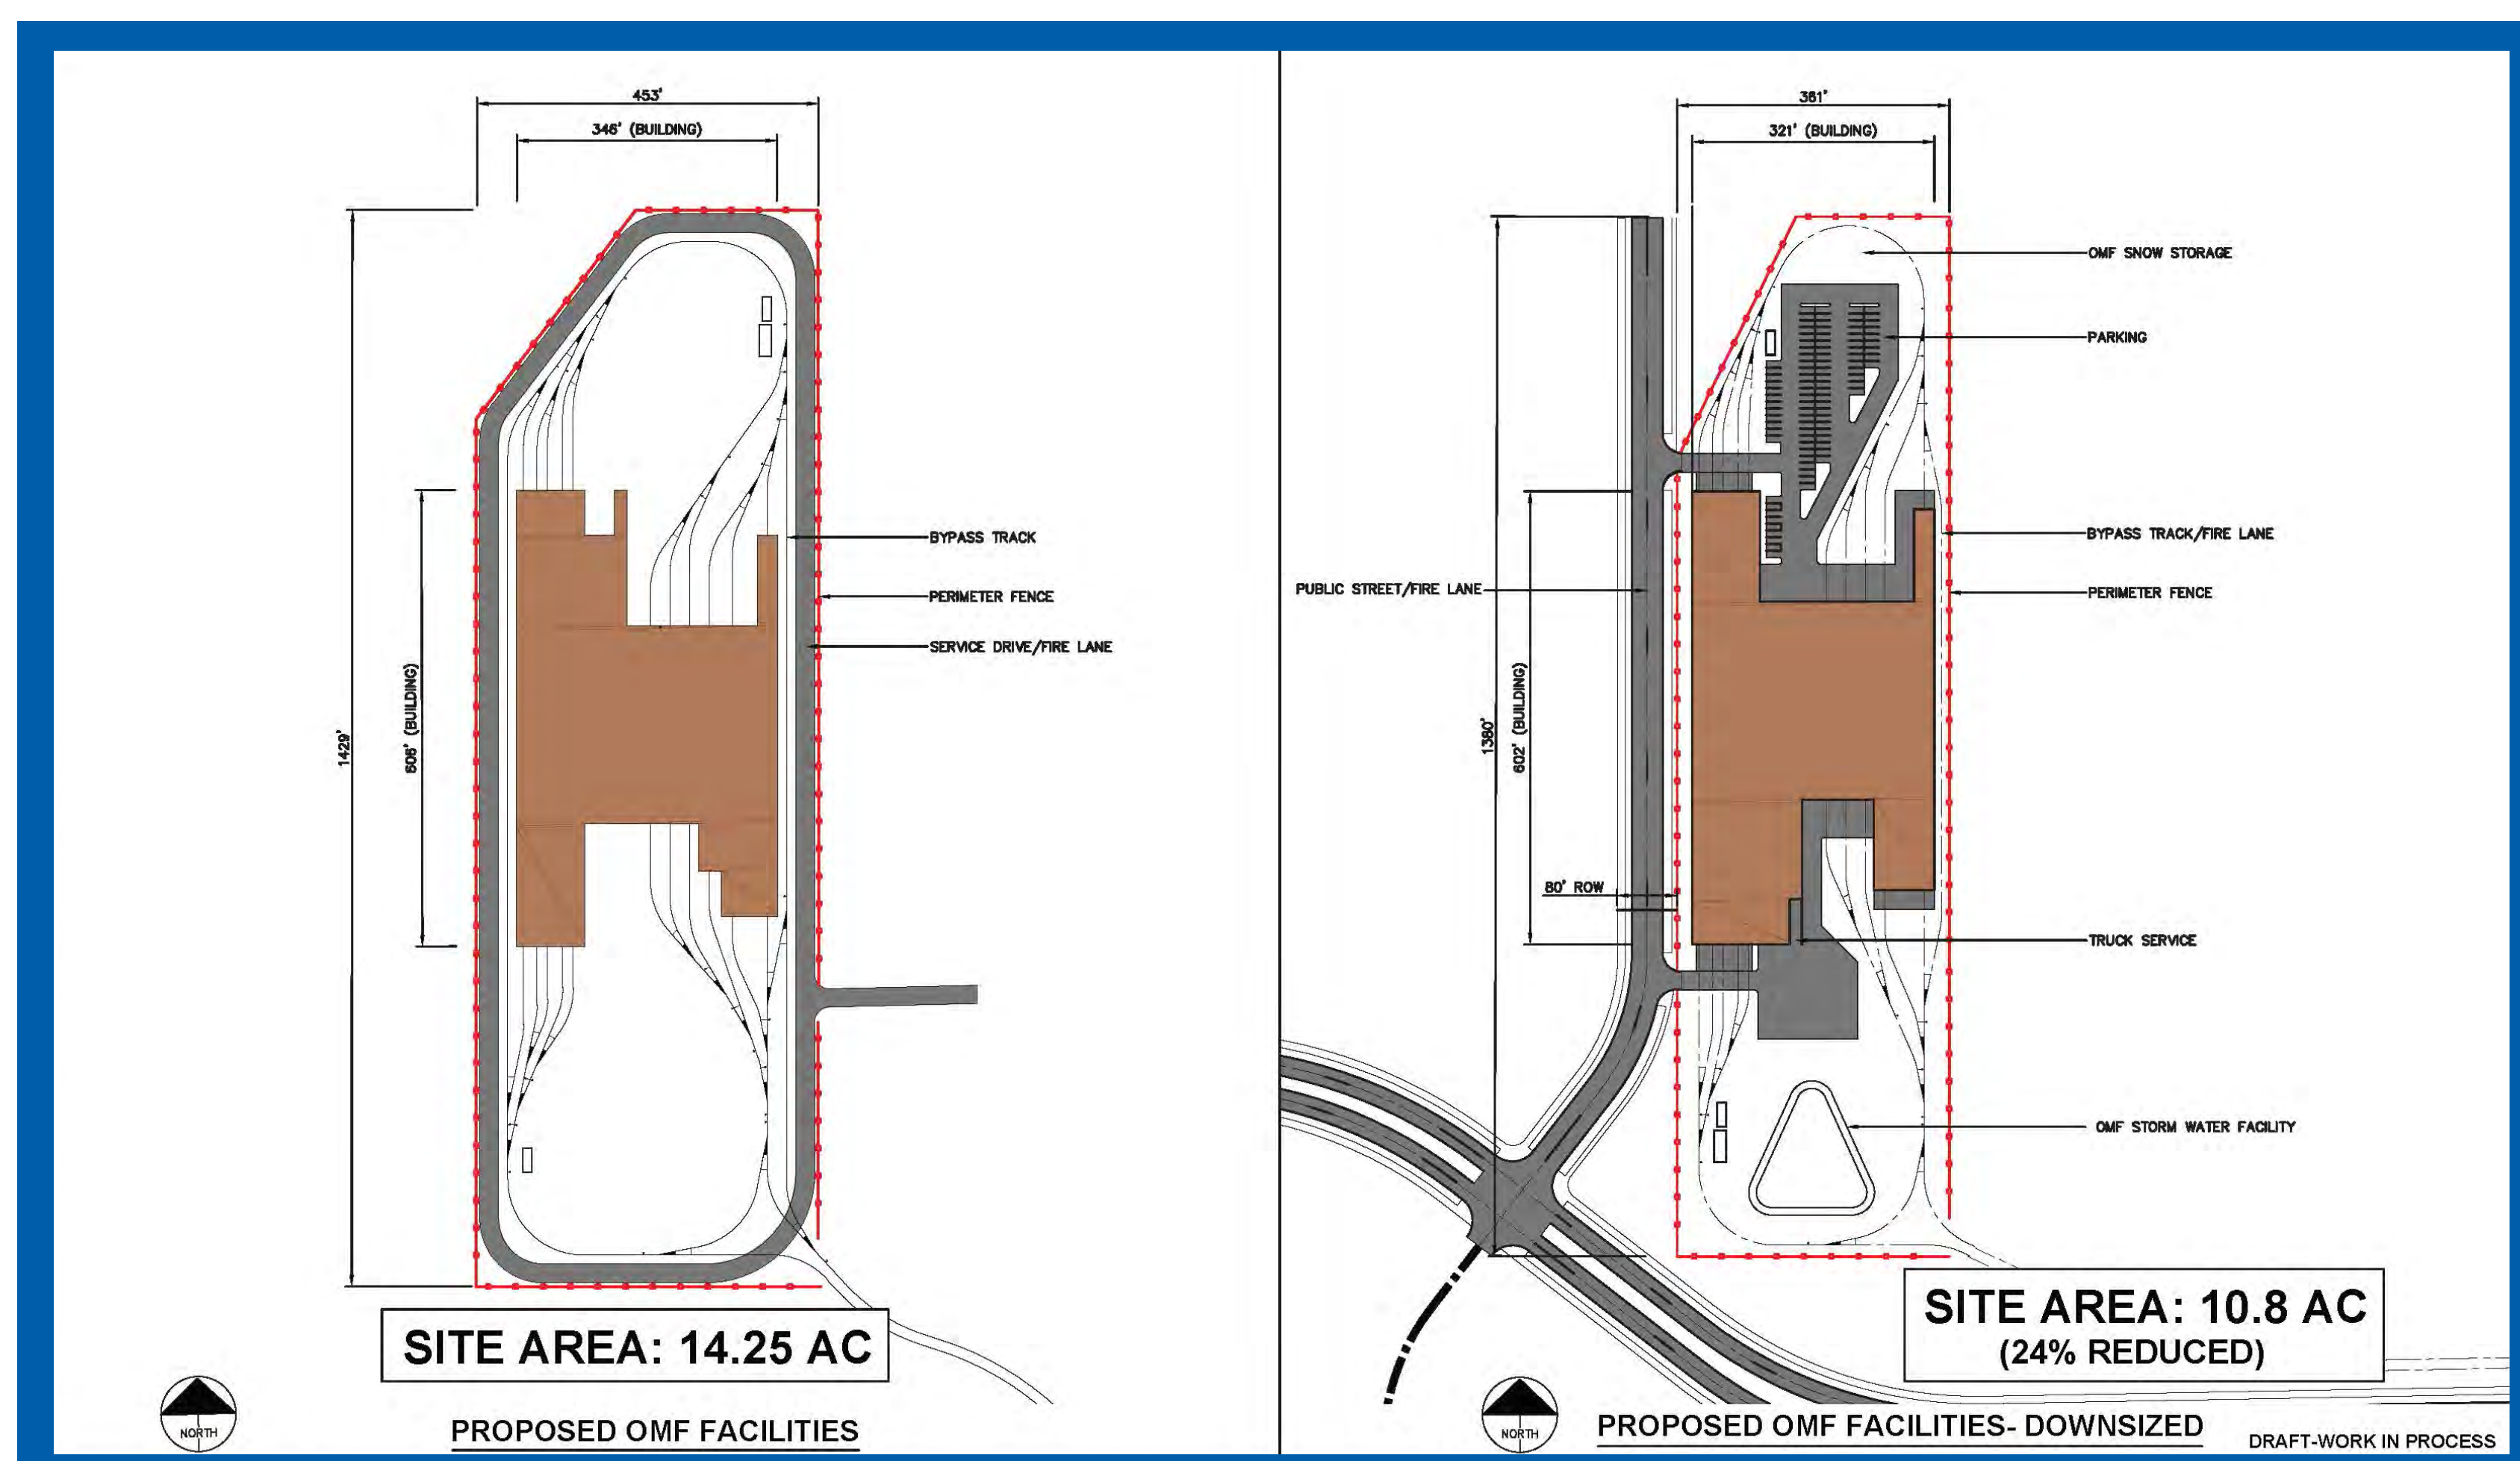 453'
346' (BUILDING)
1429'
606' (BUILDING)
BYPASS TRACK
PERIMETER FENCE
SERVICE DRIVE/FIRE LANE
SITE AREA: 14.25 AC
NORTH
PROPOSED OMF FACILITIES
361'
321' (BUILDING)
OMF SNOW STORAGE
PARKING
BYPASS TRACK/FIRE LANE
PUBLIC STREET/FIRE LANE
PERIMETER FENCE
1380'
602' (BUILDING)
80' ROW
TRUCK SERVICE
OMF STORM WATER FACILITY
SITE AREA: 10.8 AC
(24% REDUCED)
NORTH
PROPOSED OMF FACILITIES- DOWNSIZED
DRAFT-WORK IN PROCESS